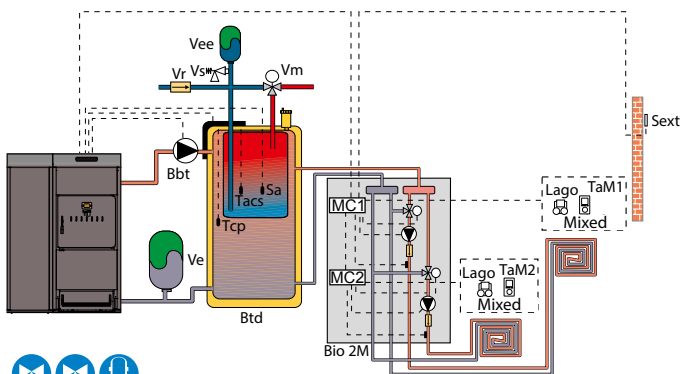 Vee
Vs
Vm
Vr
Sext
Bbt
Sa
Tacs
Tcp
Lago TaM1
Mixed
MC1
Ve
MC2
Lago TaM2
Mixed
Btd
Bio 2M